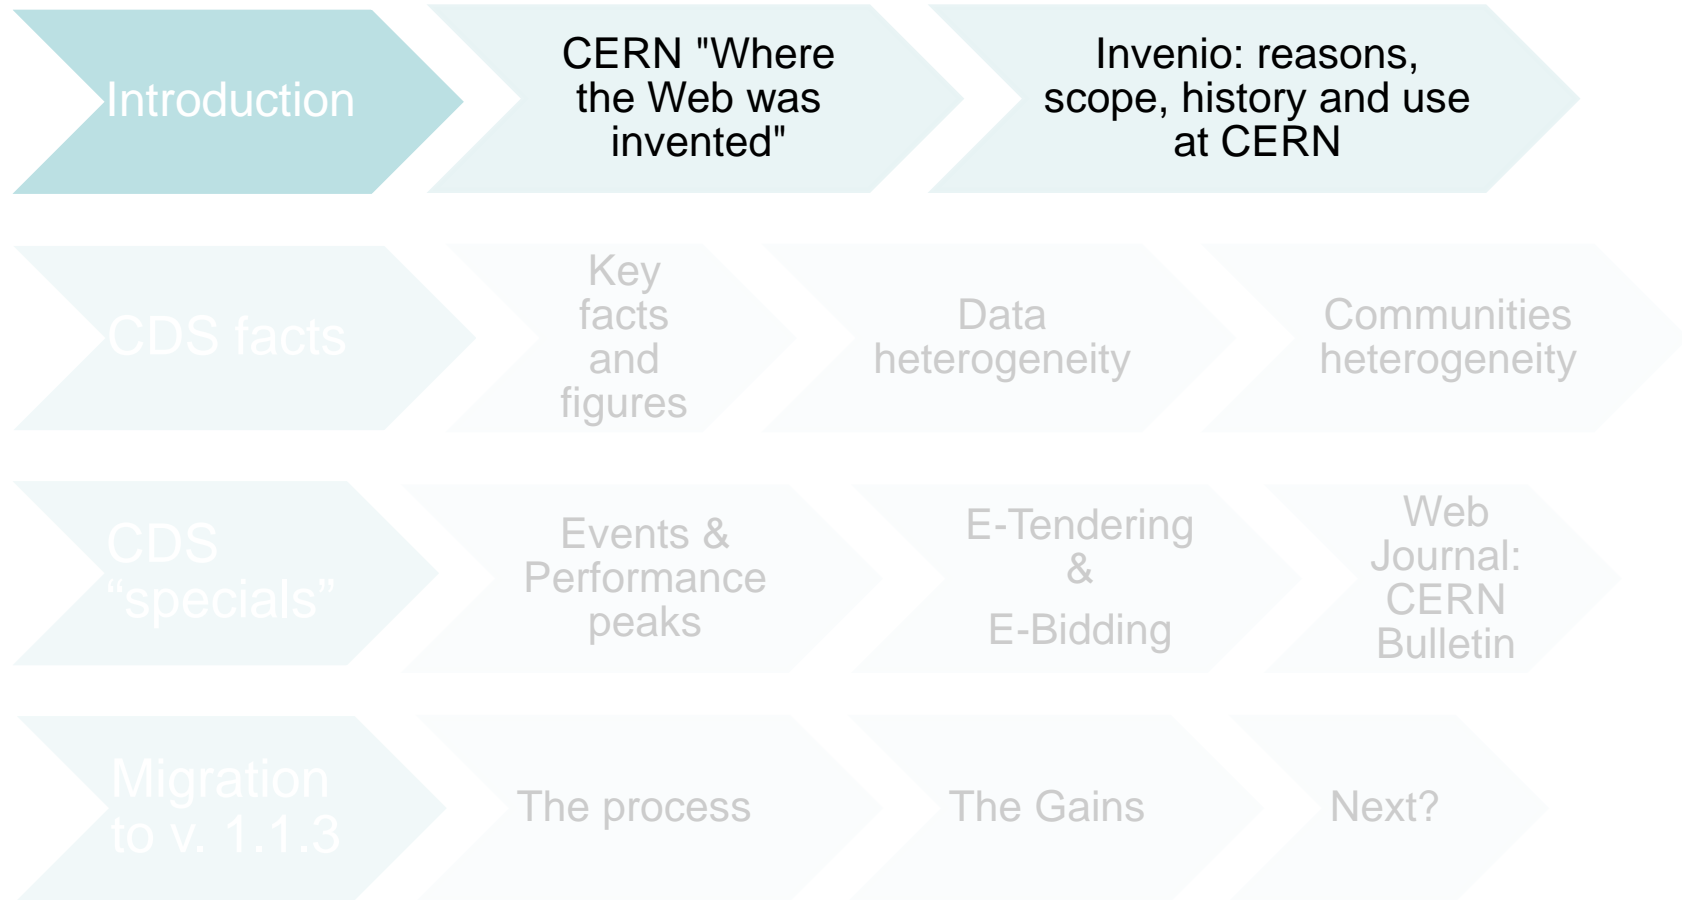 Introduction
CERN "Where
the Web was
invented"
Invenio: reasons,
scope, history and use
at CERN
CDS facts
Key
facts
and
figures
Data
heterogeneity
Communities
heterogeneity
CDS
“specials”
Events &
Performance
peaks
E-Tendering
&
E-Bidding
Web
Journal:
CERN
Bulletin
Migration
to v. 1.1.3
The process
The Gains
Next?